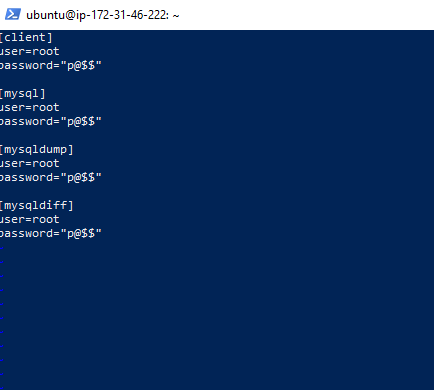 ubuntu@ip-172-31-46-222: ~
[client]
user=root
password="p@$$"
[mysql]
user=root
password="p@$$"
[mysqldump]
user=root
password="p@$$"
[mysqldiff]
user=root
password="p@$$"
~
~
~
~
~
~
~
~
~
~
~